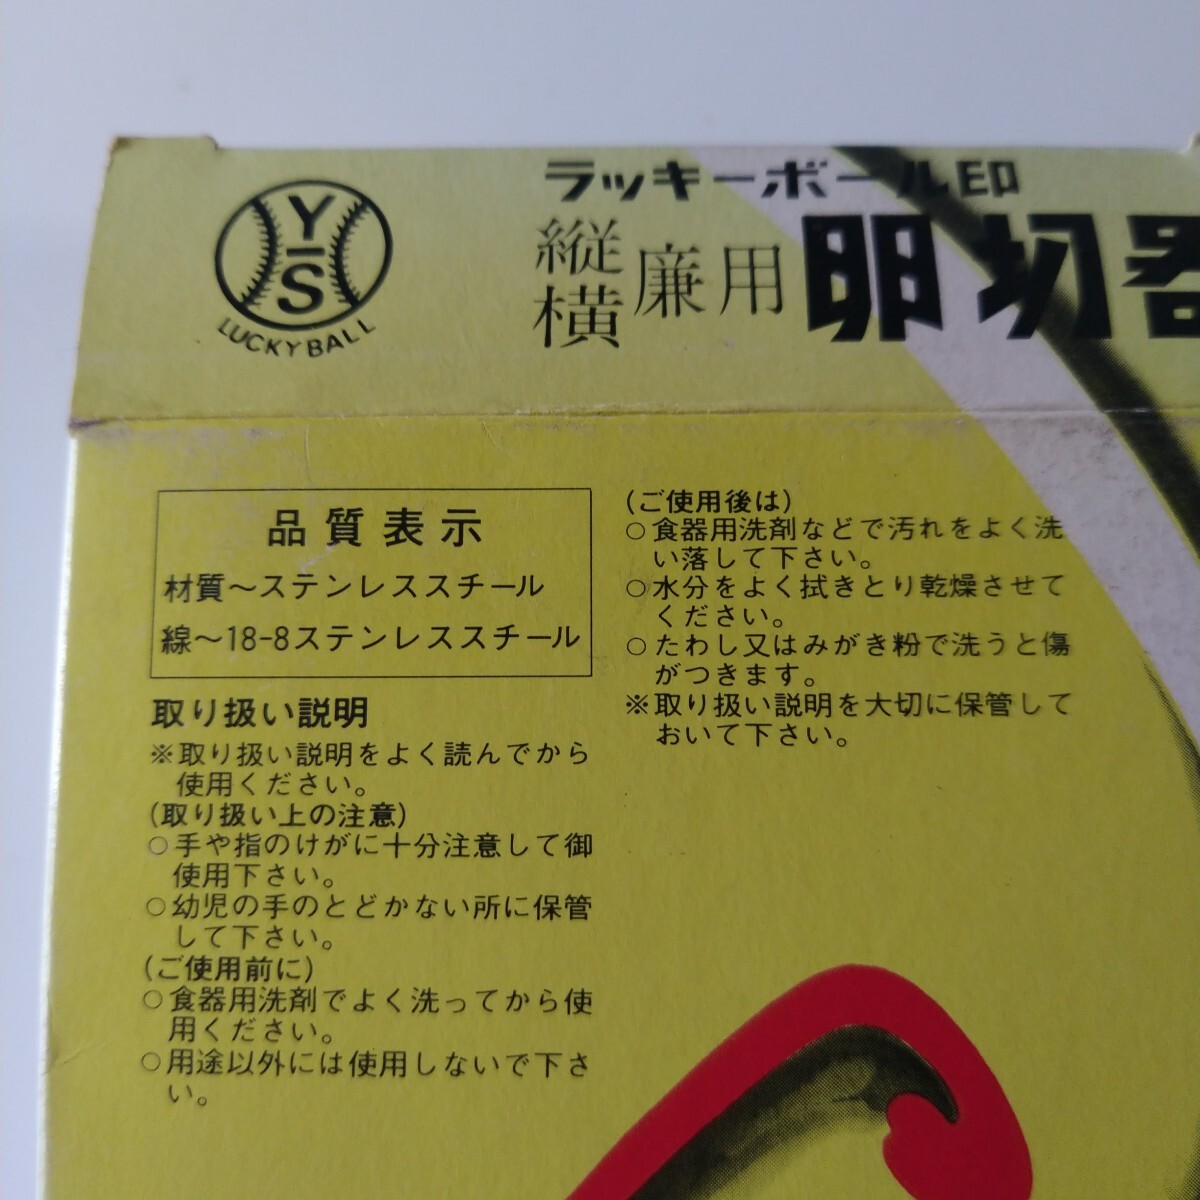 Y-S
LUCKY BALL
ラッキーボール印
縦横廉用 卵切器
品質表示
材質〜ステンレススチール
線〜18-8ステンレススチール
取り扱い説明
※取り扱い説明をよく読んでから
使用ください。
(取り扱い上の注意)
○手や指のけがに十分注意して御
使用下さい。
○幼児の手のとどかない所に保管
して下さい。
(ご使用前に)
○食器用洗剤でよく洗ってから使
用ください。
○用途以外には使用しないで下さ
い。
(ご使用後は)
○食器用洗剤などで汚れをよく洗
い落して下さい。
○水分をよく拭きとり乾燥させて
ください。
○たわし又はみがき粉で洗うと傷
がつきます。
※取り扱い説明を大切に保管して
おいて下さい。